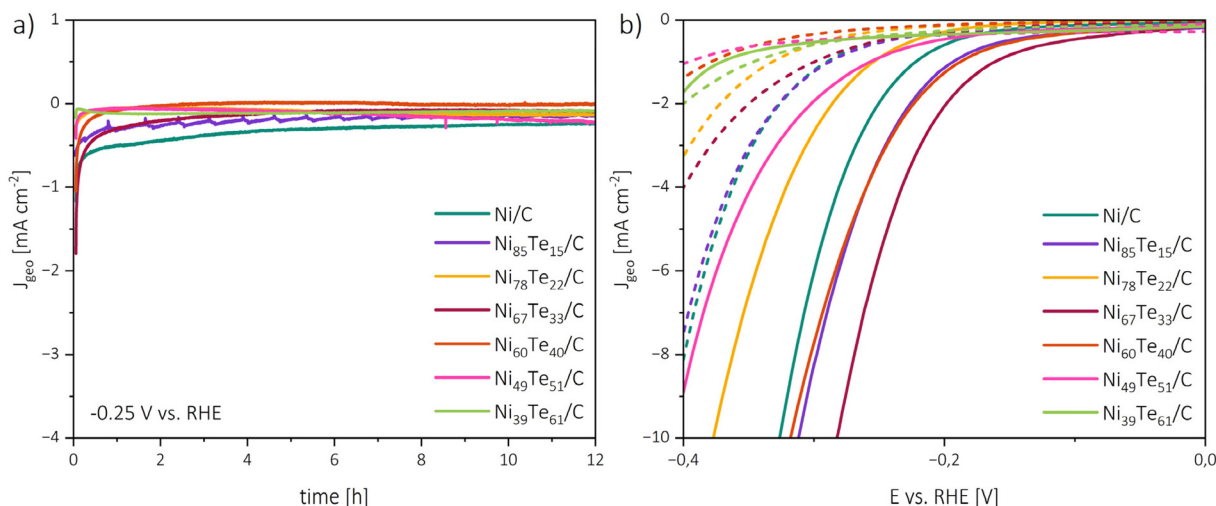 a)
J_geo [mA cm⁻²]
1
0
−1
−2
−3
−4
Ni/C
Ni₈₅Te₁₅/C
Ni₇₈Te₂₂/C
Ni₆₇Te₃₃/C
Ni₆₀Te₄₀/C
Ni₄₉Te₅₁/C
Ni₃₉Te₆₁/C
-0.25 V vs. RHE
0 2 4 6 8 10 12
time [h]
b)
J_geo [mA cm⁻²]
0
−2
−4
−6
−8
−10
Ni/C
Ni₈₅Te₁₅/C
Ni₇₈Te₂₂/C
Ni₆₇Te₃₃/C
Ni₆₀Te₄₀/C
Ni₄₉Te₅₁/C
Ni₃₉Te₆₁/C
−0,4 −0,2 0,0
E vs. RHE [V]